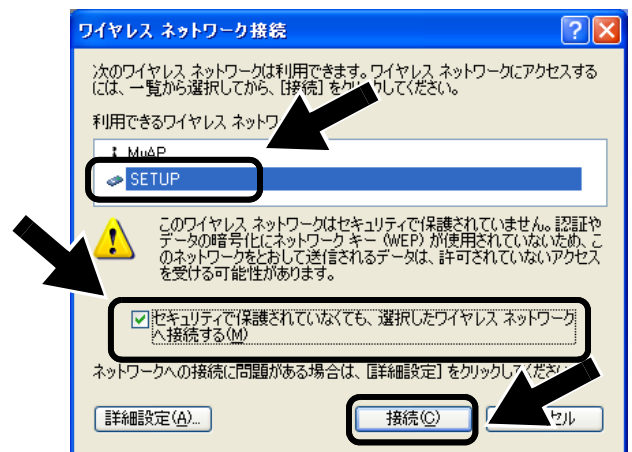 ワイヤレス ネットワーク接続
次のワイヤレス ネットワークは利用できます。ワイヤレス ネットワークにアクセスする
には、一覧から選択してから、[接続] をクリックしてください。
利用できるワイヤレス ネットワ
MyAP
SETUP
このワイヤレス ネットワークはセキュリティで保護されていません。認証や
データの暗号化にネットワーク キー (WEP) が使用されていないため、こ
のネットワークをとおして送信されるデータは、許可されていないアクセス
を受ける可能性があります。
セキュリティで保護されていなくても、選択したワイヤレス ネットワーク
へ接続する(M)
ネットワークへの接続に問題がある場合は、[詳細設定] をクリックしてください
詳細設定(A)...
接続(C)
セル